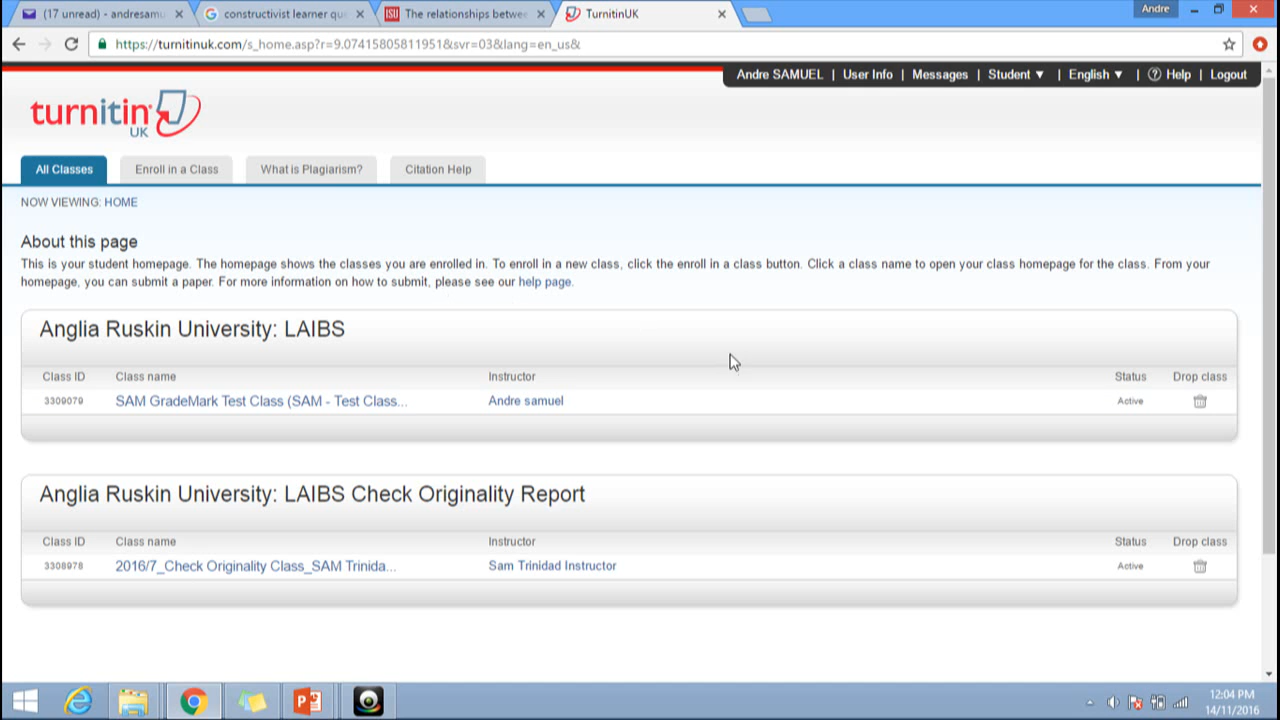 (17 unread) - andresamu
constructivist learner que
ISU The relationships betwee
TurnitinUK
Andre
https://turnitinuk.com/s_home.asp?r=9.07415805811951&svr=03&lang=en_us&
Andre SAMUEL | User Info | Messages | Student ▼ | English ▼ | ? Help | Logout
turnitin UK
All Classes
Enroll in a Class
What is Plagiarism?
Citation Help
NOW VIEWING: HOME
About this page
This is your student homepage. The homepage shows the classes you are enrolled in. To enroll in a new class, click the enroll in a class button. Click a class name to open your class homepage for the class. From your
homepage, you can submit a paper. For more information on how to submit, please see our help page.
Anglia Ruskin University: LAIBS
Class ID Class name Instructor Status Drop class
3309079 SAM GradeMark Test Class (SAM - Test Class... Andre samuel Active
Anglia Ruskin University: LAIBS Check Originality Report
Class ID Class name Instructor Status Drop class
3308978 2016/7_Check Originality Class_SAM Trinida... Sam Trinidad Instructor Active
12:04 PM
14/11/2016